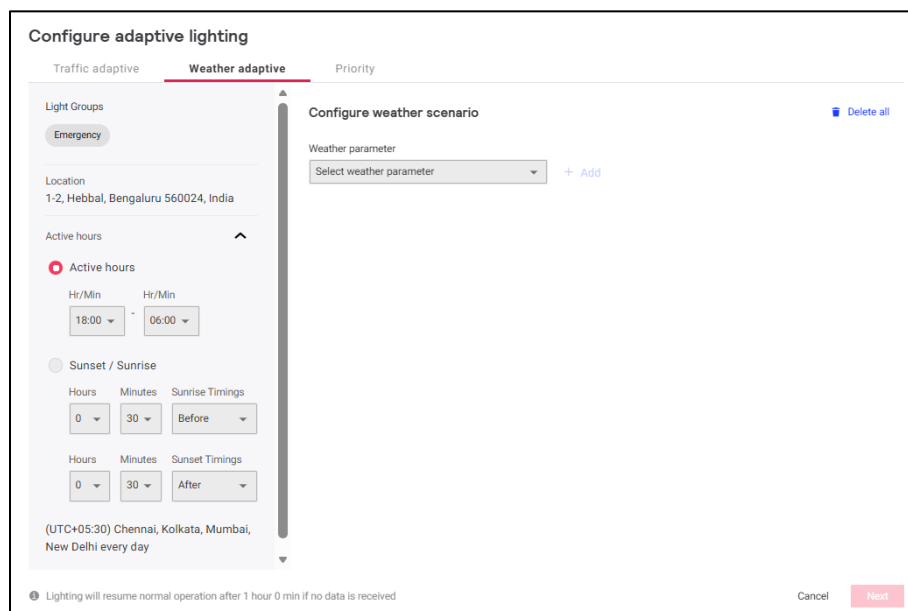 Configure adaptive lighting
Traffic adaptive
Weather adaptive
Priority
Light Groups
Emergency
Location
1-2, Hebbal, Bengaluru 560024, India
Active hours
Active hours
Hr/Min Hr/Min
18:00 - 06:00
Sunset / Sunrise
Hours Minutes Sunrise Timings
0 30 Before
Hours Minutes Sunset Timings
0 30 After
(UTC+05:30) Chennai, Kolkata, Mumbai,
New Delhi every day
Configure weather scenario
Delete all
Weather parameter
Select weather parameter
+ Add
Lighting will resume normal operation after 1 hour 0 min if no data is received
Cancel
Next